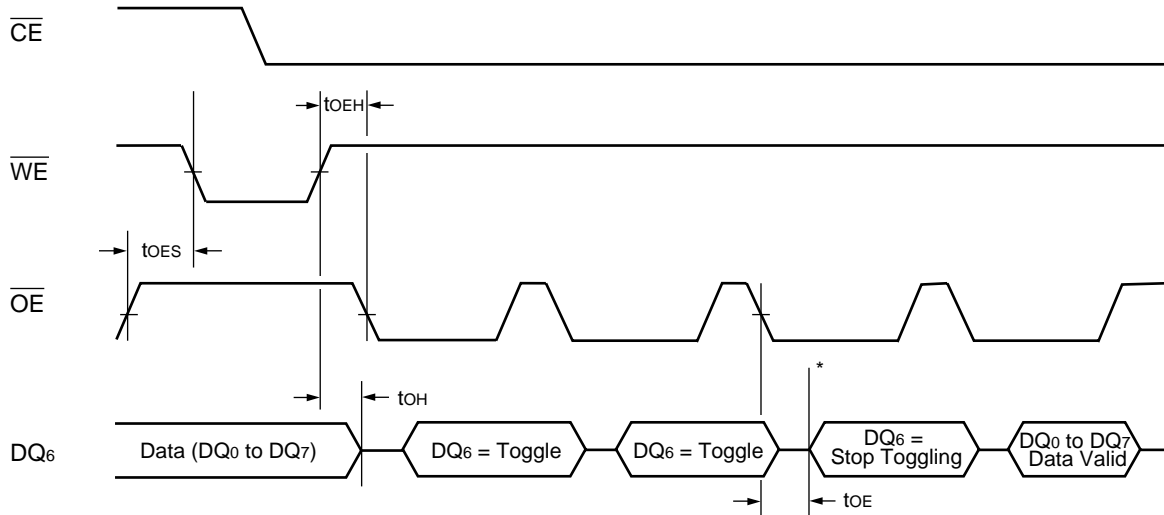 CE
tOEH
WE
tOES
OE
*
tOH
DQ6
Data (DQ0 to DQ7)
DQ6 = Toggle
DQ6 = Toggle
DQ6 =
Stop Toggling
DQ0 to DQ7
Data Valid
tOE